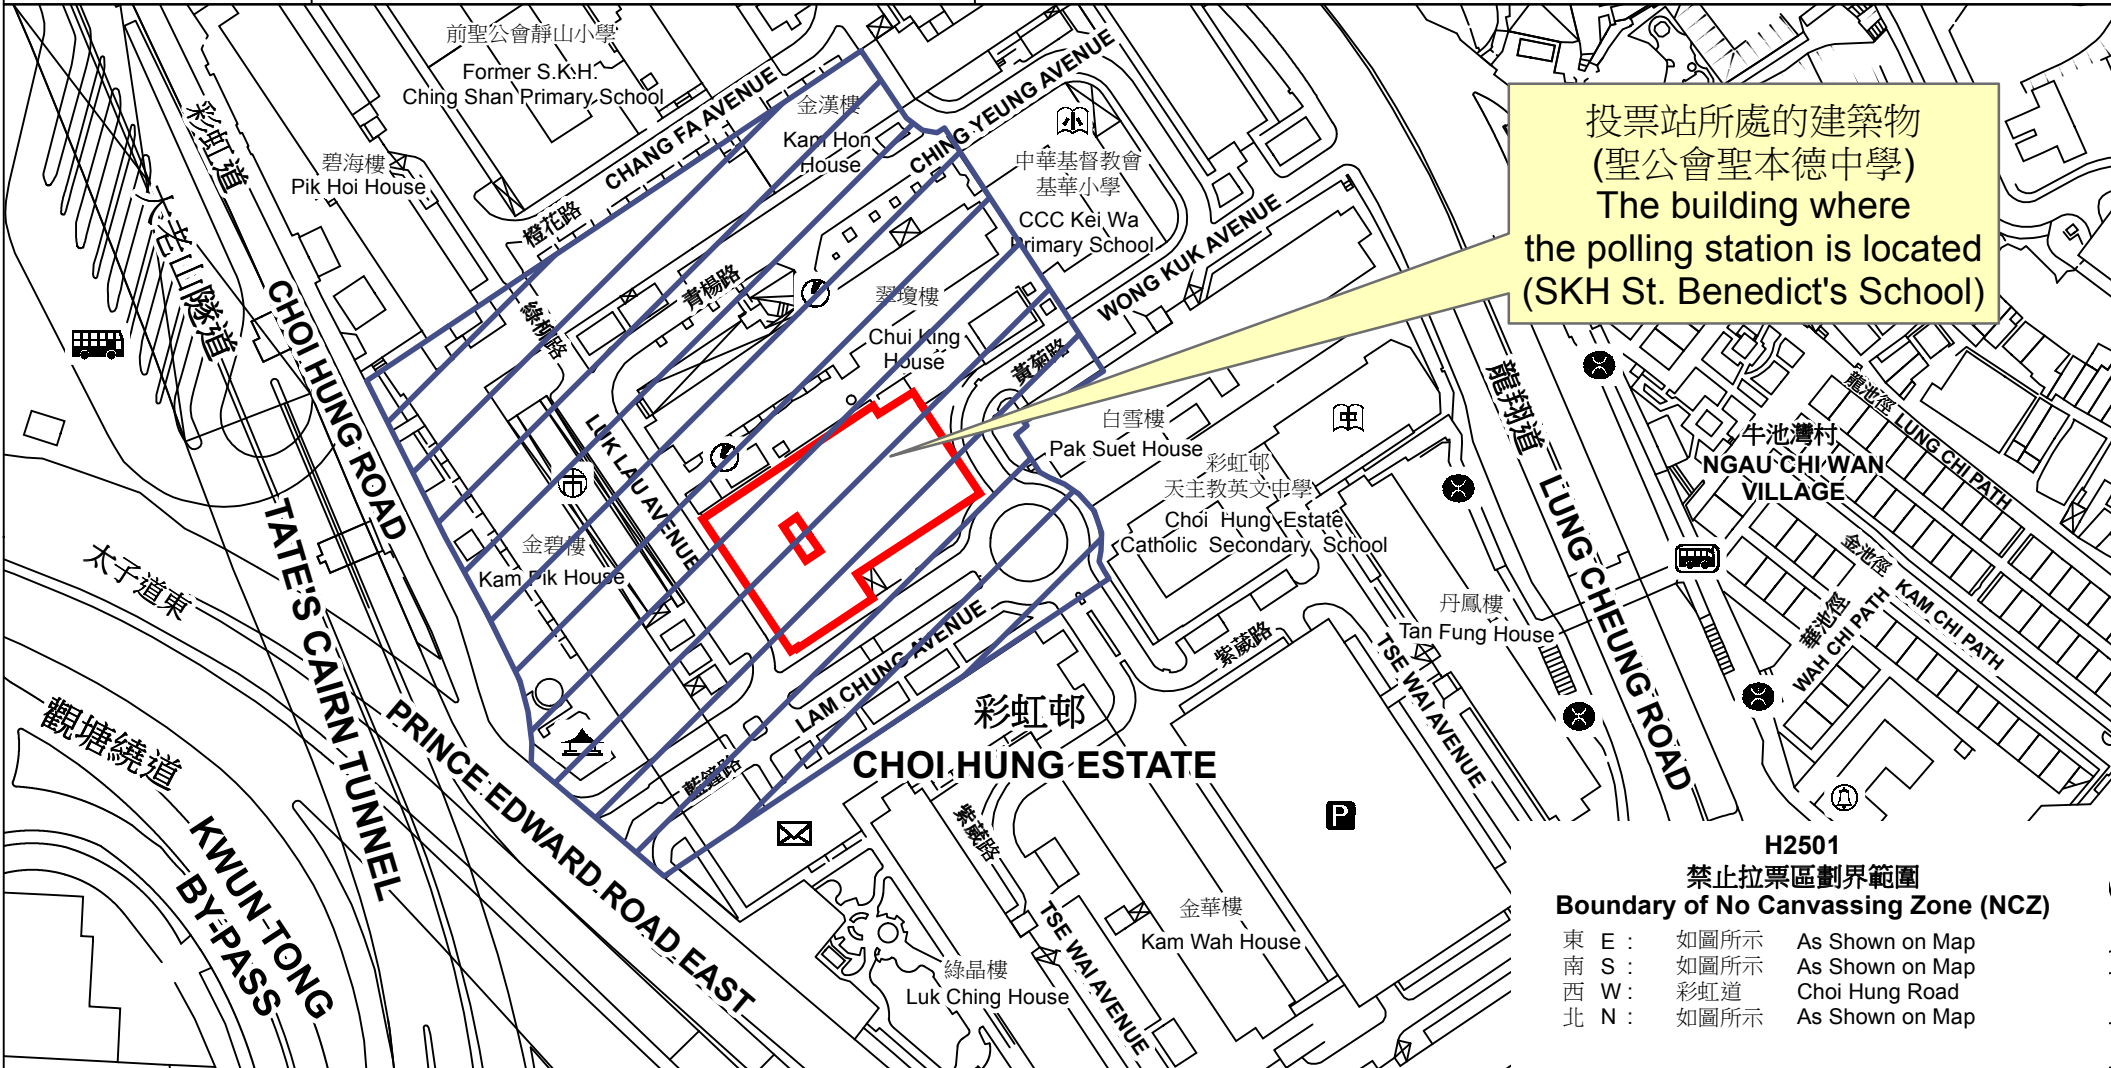 前聖公會靜山小學
Former S.K.H.
Ching Shan Primary School
彩虹道
碧海樓
Pik Hoi House
CHANG FA AVENUE
橙花路
金漢樓
Kam Hon
House
CHING YEUNG AVENUE
青楊路
中華基督教會
基華小學
CCC Kei Wa
Primary School
WONG KUK AVENUE
黃菊路
投票站所處的建築物
(聖公會聖本德中學)
The building where
the polling station is located
(SKH St. Benedict's School)
大老山隧道
CHOI HUNG ROAD
綠柳路
LUK LAU AVENUE
翠瓊樓
Chui King
House
白雪樓
Pak Suet House
彩虹邨
天主教英文中學
Choi Hung Estate
Catholic Secondary School
龍翔道 LUNG CHEUNG ROAD
牛池灣村
NGAU CHI WAN
VILLAGE
龍池徑 LUNG CHI PATH
金池徑 KAM CHI PATH
華池徑
WAH CHI PATH
金碧樓
Kam Pik House
太子道東
TATE'S CAIRN TUNNEL
丹鳳樓
Tan Fung House
紫葳路
TSE WAI AVENUE
LAM CHUNG AVENUE
藍鐘路
彩虹邨
CHOI HUNG ESTATE
觀塘繞道
KWUN TONG
BY-PASS
PRINCE EDWARD ROAD EAST
紫葳路
TSE WAI AVENUE
P
金華樓
Kam Wah House
綠晶樓
Luk Ching House
H2501
禁止拉票區劃界範圍
Boundary of No Canvassing Zone (NCZ)
東 E : 如圖所示 As Shown on Map
南 S : 如圖所示 As Shown on Map
西 W : 彩虹道 Choi Hung Road
北 N : 如圖所示 As Shown on Map